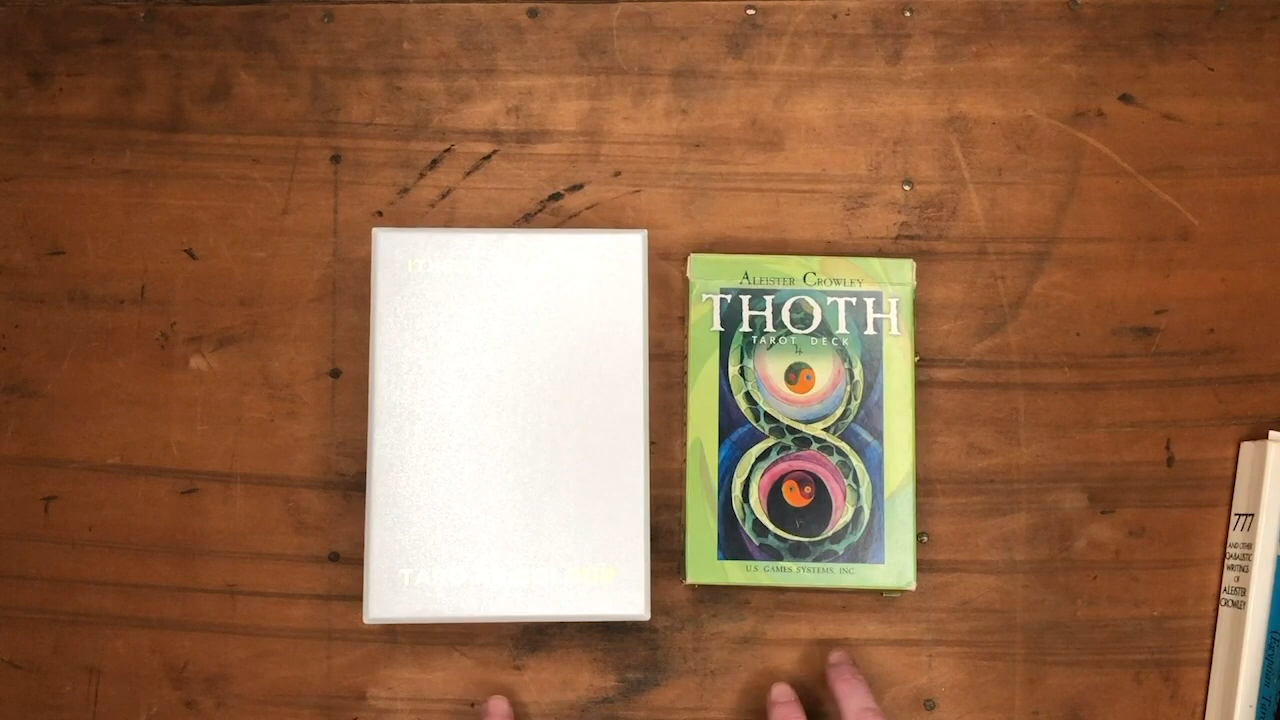 ALEISTER CROWLEY
THOTH
TAROT DECK
U.S. GAMES SYSTEMS, INC.
777
AND OTHER
QABALISTIC
WRITINGS
OF
ALEISTER
CROWLEY